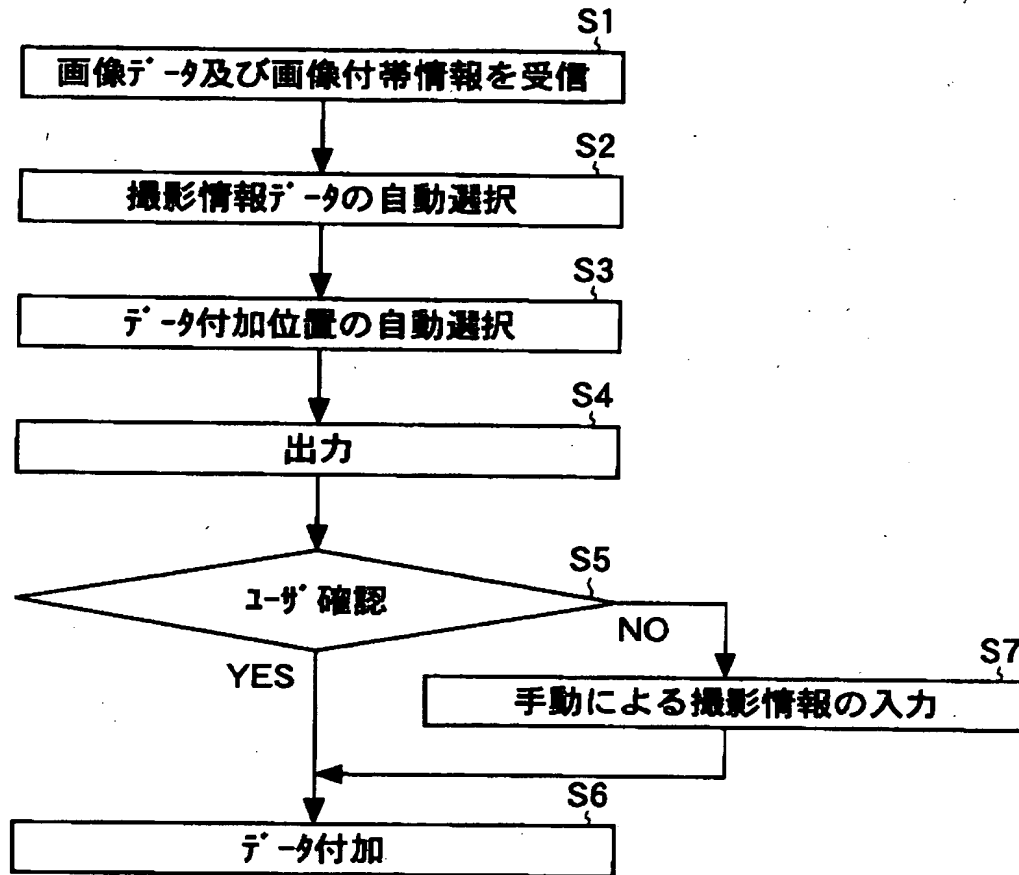 S1
画像ﾃﾞｰﾀ及び画像付帯情報を受信
S2
撮影情報ﾃﾞｰﾀの自動選択
S3
ﾃﾞｰﾀ付加位置の自動選択
S4
出力
S5
ﾕｰｻﾞ確認
NO
YES
S7
手動による撮影情報の入力
S6
ﾃﾞｰﾀ付加